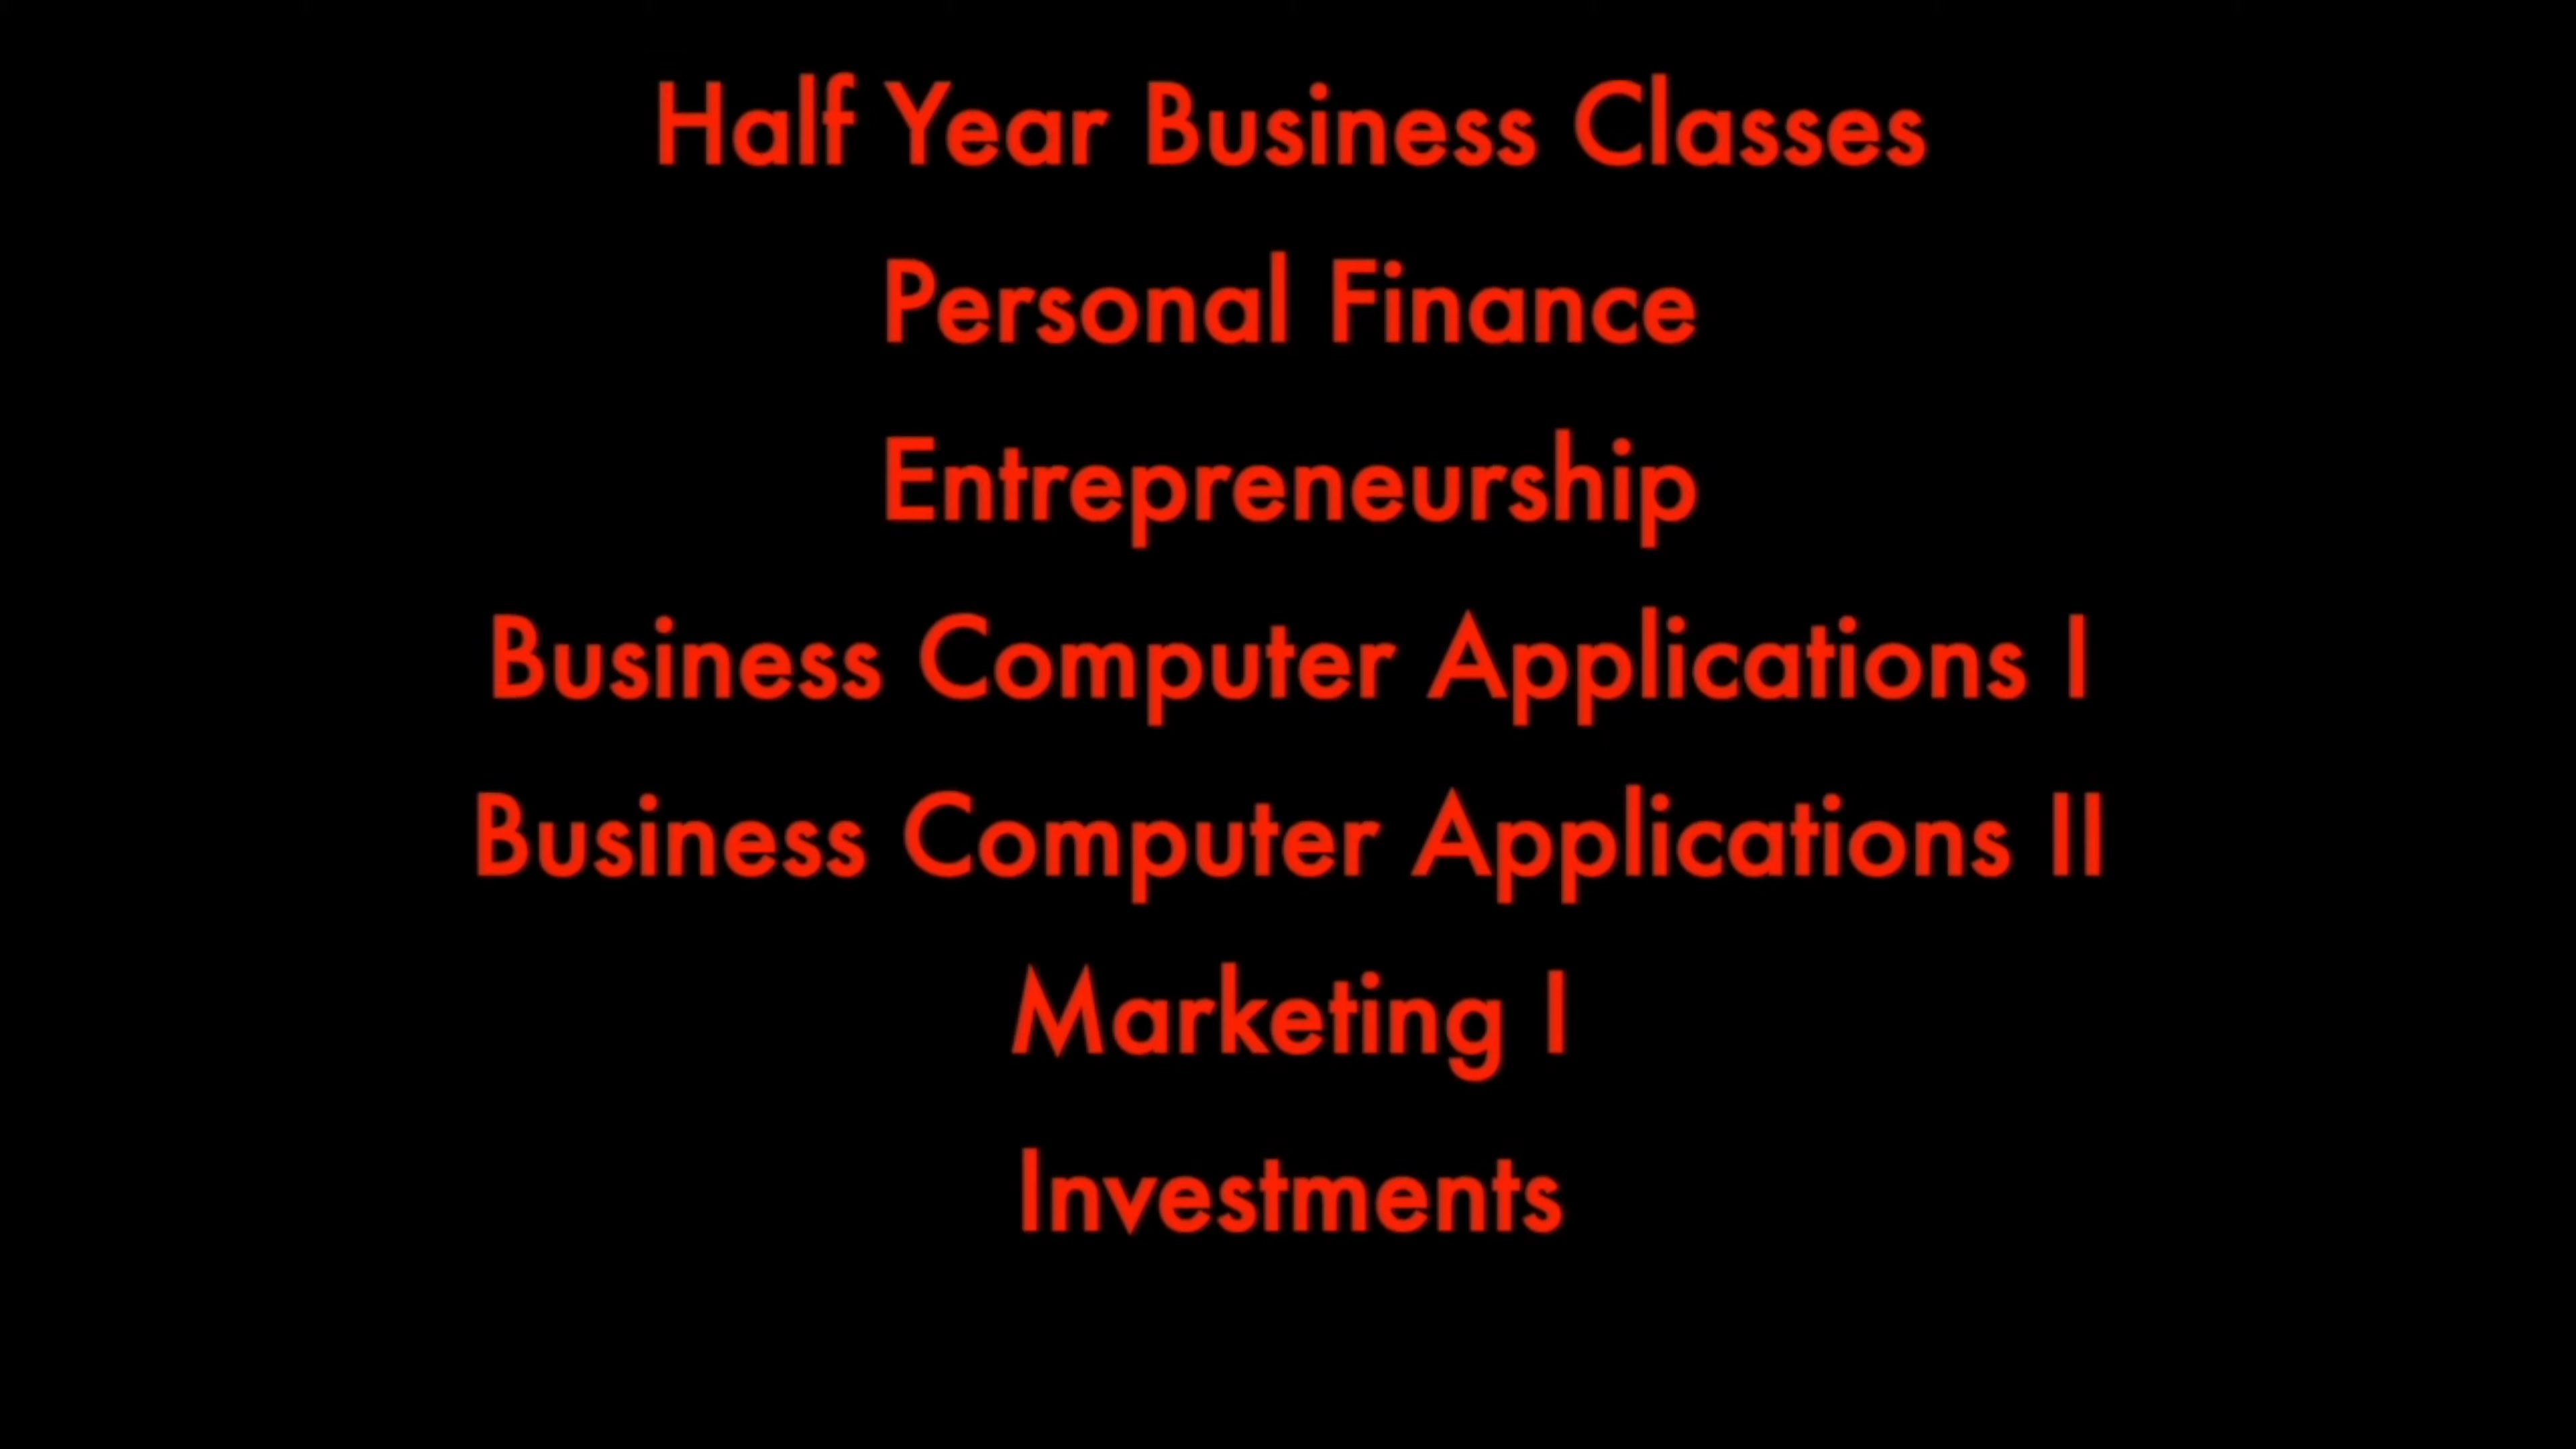 Half Year Business Classes
Personal Finance
Entrepreneurship
Business Computer Applications I
Business Computer Applications II
Marketing I
Investments